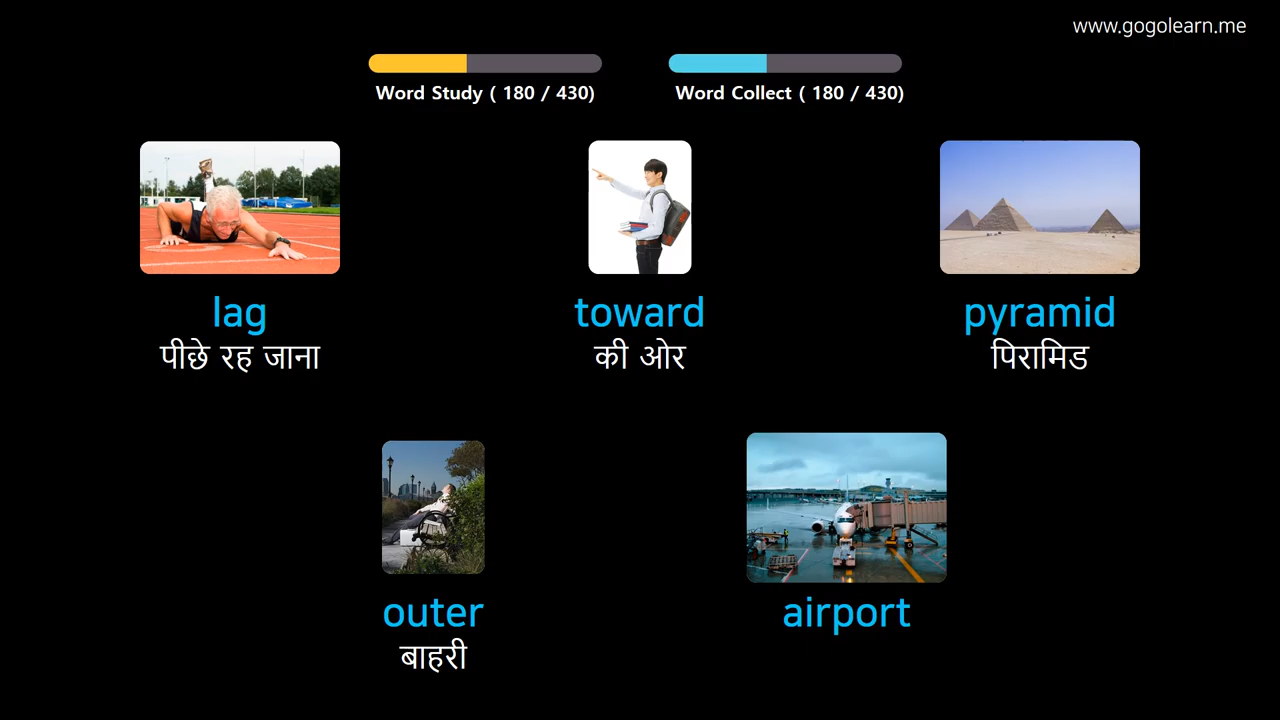 www.gogolearn.me
Word Study ( 180 / 430)
Word Collect ( 180 / 430)
lag
पीछे रह जाना
toward
की ओर
pyramid
पिरामिड
outer
बाहरी
airport